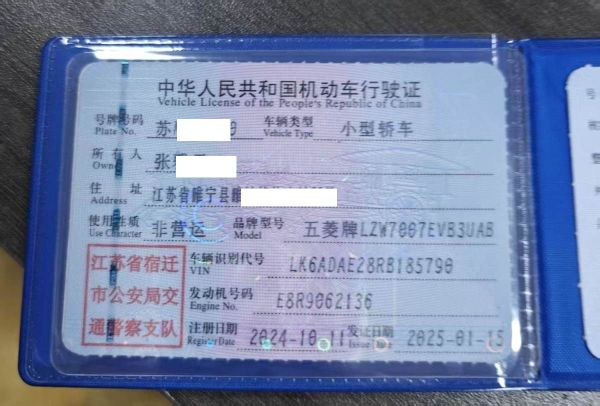 中华人民共和国机动车行驶证
Vehicle License of the People's Republic of China
号牌号码 苏 车辆类型 小型轿车
Plate No. Vehicle Type
所有人 张
Owne
住址 江苏省睢宁县
Address
使用性质 非营运 品牌型号 五菱牌LZW7007EVB3UAB
Use Character Model
江苏省宿迁
市公安局交
通警察支队
车辆识别代号 LK6ADAE28RB185790
VIN
发动机号码 E8R9062136
Engine No.
注册日期 2024-10-11 发证日期 2025-01-15
Register Date Issue Date
号